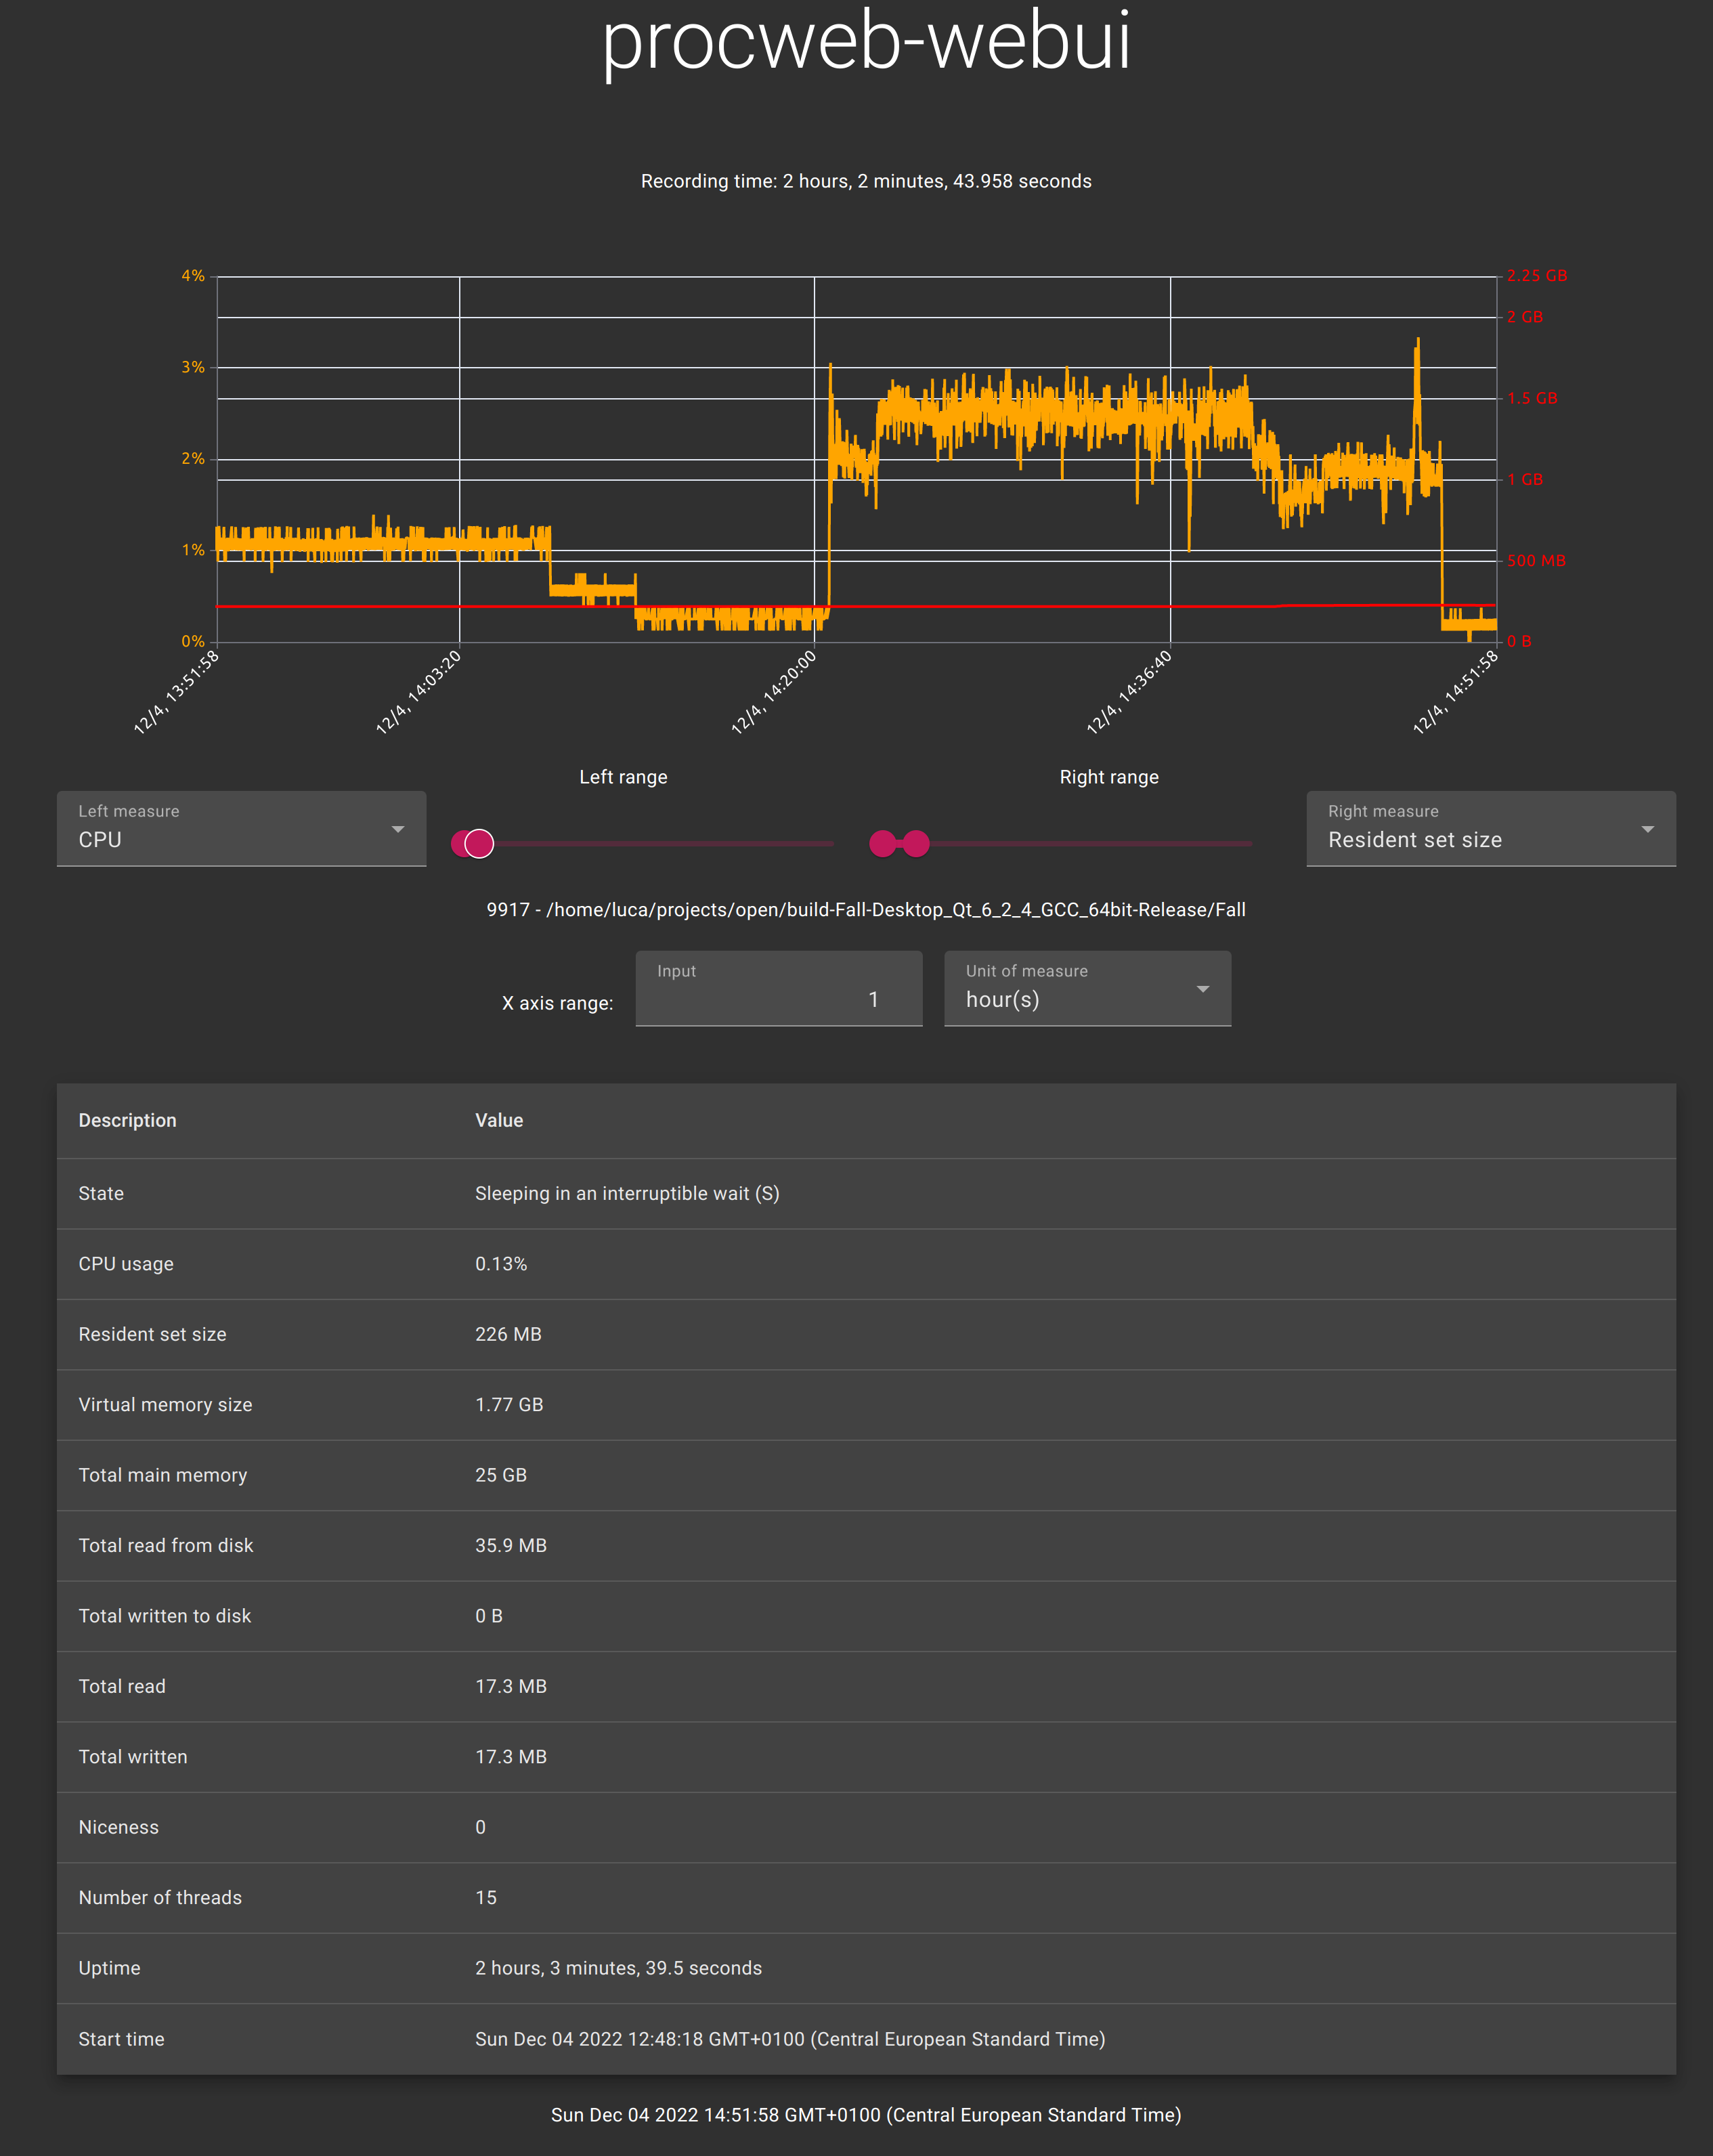 procweb-webui
Recording time: 2 hours, 2 minutes, 43.958 seconds
4%
3%
2%
1%
0%
2.25 GB
2 GB
1.5 GB
1 GB
500 MB
0 B
12/4, 13:51:58
12/4, 14:03:20
12/4, 14:20:00
12/4, 14:36:40
12/4, 14:51:58
Left range
Right range
Left measure
CPU
Right measure
Resident set size
9917 - /home/luca/projects/open/build-Fall-Desktop_Qt_6_2_4_GCC_64bit-Release/Fall
X axis range:
Input
1
Unit of measure
hour(s)
Description Value
State Sleeping in an interruptible wait (S)
CPU usage 0.13%
Resident set size 226 MB
Virtual memory size 1.77 GB
Total main memory 25 GB
Total read from disk 35.9 MB
Total written to disk 0 B
Total read 17.3 MB
Total written 17.3 MB
Niceness 0
Number of threads 15
Uptime 2 hours, 3 minutes, 39.5 seconds
Start time Sun Dec 04 2022 12:48:18 GMT+0100 (Central European Standard Time)
Sun Dec 04 2022 14:51:58 GMT+0100 (Central European Standard Time)